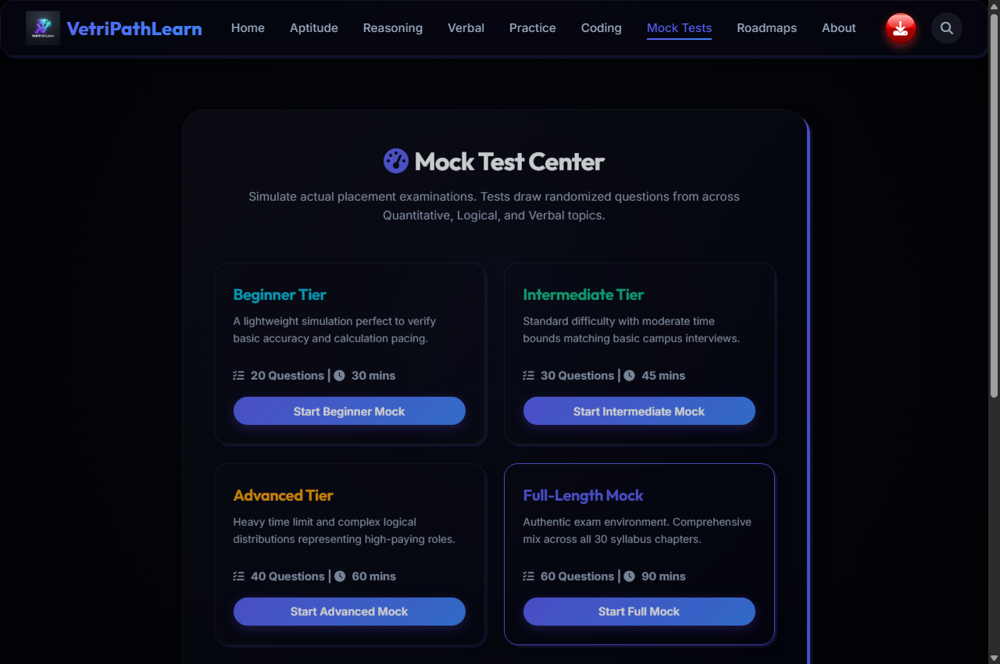 VetriPathLearn
VetriPathLearn Home Aptitude Reasoning Verbal Practice Coding Mock Tests Roadmaps About
Mock Test Center
Simulate actual placement examinations. Tests draw randomized questions from across
Quantitative, Logical, and Verbal topics.
Beginner Tier
A lightweight simulation perfect to verify
basic accuracy and calculation pacing.
20 Questions | 30 mins
Start Beginner Mock
Intermediate Tier
Standard difficulty with moderate time
bounds matching basic campus interviews.
30 Questions | 45 mins
Start Intermediate Mock
Advanced Tier
Heavy time limit and complex logical
distributions representing high-paying roles.
40 Questions | 60 mins
Start Advanced Mock
Full-Length Mock
Authentic exam environment. Comprehensive
mix across all 30 syllabus chapters.
60 Questions | 90 mins
Start Full Mock